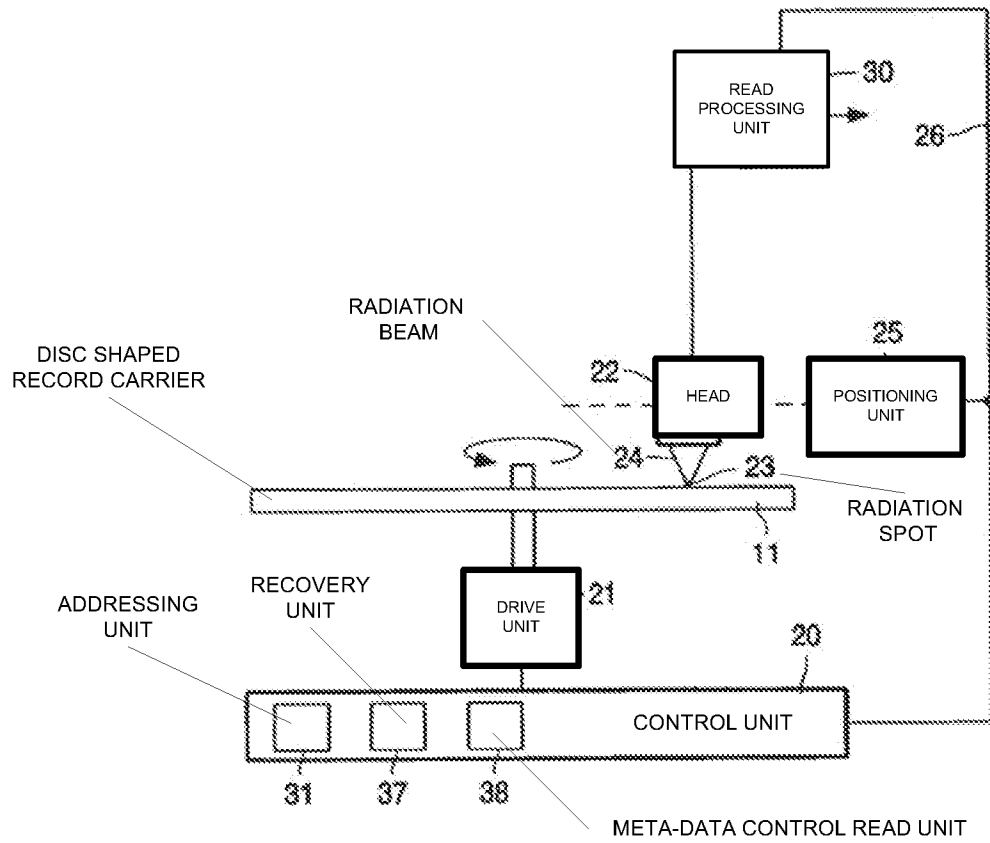 30
READ
PROCESSING
UNIT
26
RADIATION
BEAM
25
DISC SHAPED
RECORD CARRIER
22
HEAD
POSITIONING
UNIT
24
23
RADIATION
SPOT
11
ADDRESSING
UNIT
RECOVERY
UNIT
21
DRIVE
UNIT
20
CONTROL UNIT
31
37
38
META-DATA CONTROL READ UNIT